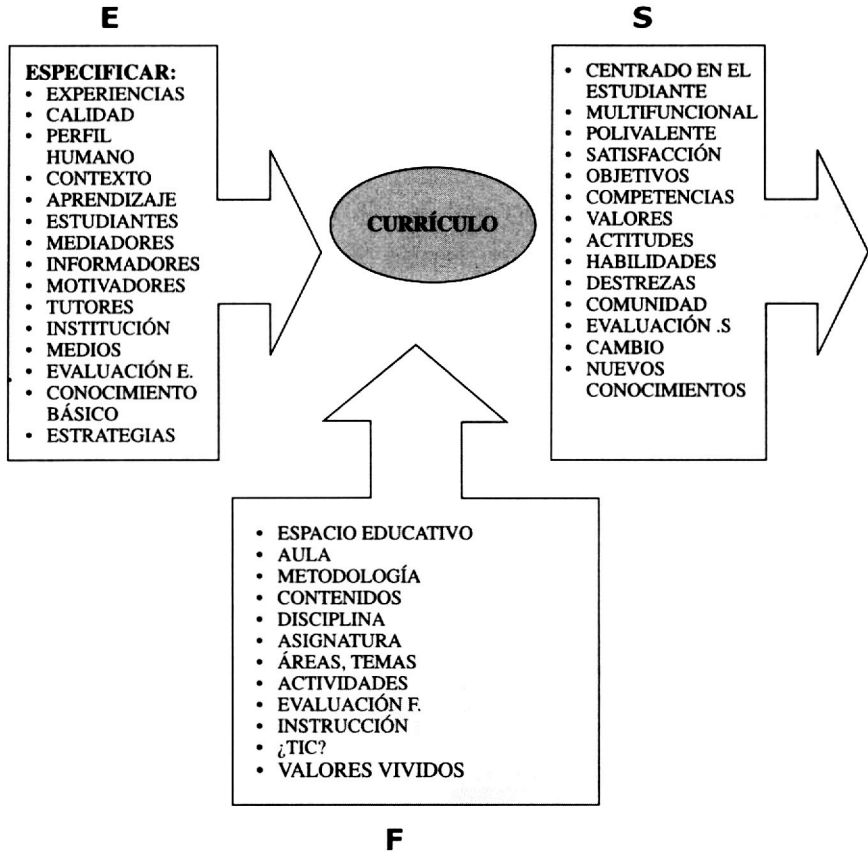 E
ESPECIFICAR:
• EXPERIENCIAS
• CALIDAD
• PERFIL
HUMANO
• CONTEXTO
• APRENDIZAJE
• ESTUDIANTES
• MEDIADORES
• INFORMADORES
• MOTIVADORES
• TUTORES
• INSTITUCIÓN
• MEDIOS
• EVALUACIÓN E.
• CONOCIMIENTO
BÁSICO
• ESTRATEGIAS
CURRÍCULO
S
• CENTRADO EN EL
ESTUDIANTE
• MULTIFUNCIONAL
• POLIVALENTE
• SATISFACCIÓN
• OBJETIVOS
• COMPETENCIAS
• VALORES
• ACTITUDES
• HABILIDADES
• DESTREZAS
• COMUNIDAD
• EVALUACIÓN .S
• CAMBIO
• NUEVOS
CONOCIMIENTOS
• ESPACIO EDUCATIVO
• AULA
• METODOLOGÍA
• CONTENIDOS
• DISCIPLINA
• ASIGNATURA
• ÁREAS, TEMAS
• ACTIVIDADES
• EVALUACIÓN F.
• INSTRUCCIÓN
• ¿TIC?
• VALORES VIVIDOS
F